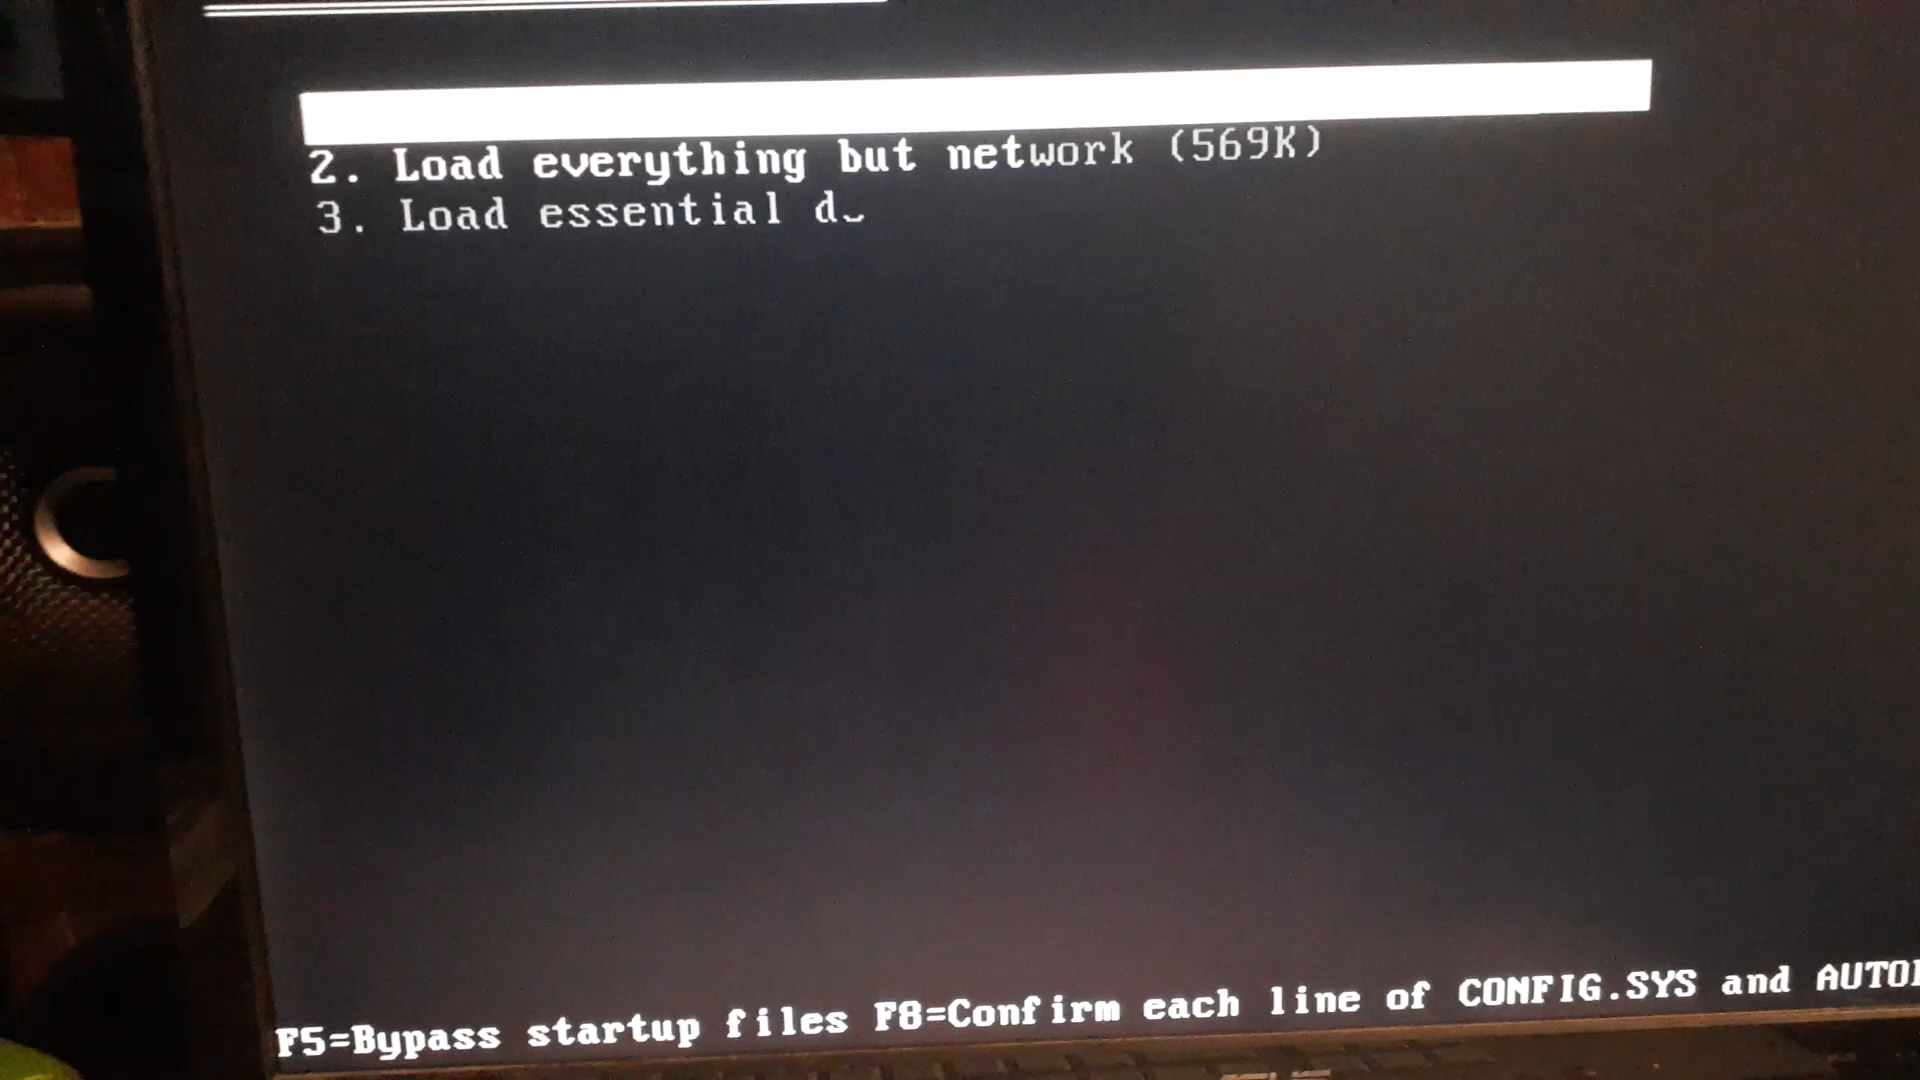 2. Load everything but network (569K)
3. Load essential d
F5=Bypass startup files F8=Confirm each line of CONFIG.SYS and AUTO